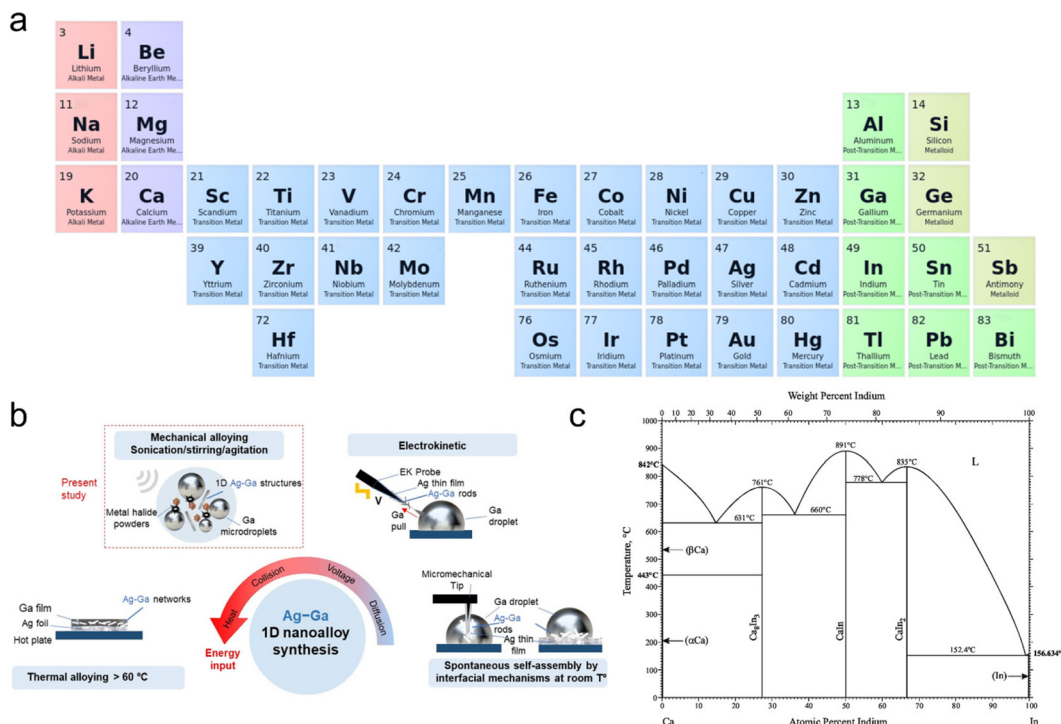 a
3
Li
Lithium
Alkali Metal
4
Be
Beryllium
Alkaline Earth Me...
11
Na
Sodium
Alkali Metal
12
Mg
Magnesium
Alkaline Earth Me...
13
Al
Aluminum
Post-Transition M...
14
Si
Silicon
Metalloid
19
K
Potassium
Alkali Metal
20
Ca
Calcium
Alkaline Earth Me...
21
Sc
Scandium
Transition Metal
22
Ti
Titanium
Transition Metal
23
V
Vanadium
Transition Metal
24
Cr
Chromium
Transition Metal
25
Mn
Manganese
Transition Metal
26
Fe
Iron
Transition Metal
27
Co
Cobalt
Transition Metal
28
Ni
Nickel
Transition Metal
29
Cu
Copper
Transition Metal
30
Zn
Zinc
Transition Metal
31
Ga
Gallium
Post-Transition M...
32
Ge
Germanium
Metalloid
39
Y
Yttrium
Transition Metal
40
Zr
Zirconium
Transition Metal
41
Nb
Niobium
Transition Metal
42
Mo
Molybdenum
Transition Metal
44
Ru
Ruthenium
Transition Metal
45
Rh
Rhodium
Transition Metal
46
Pd
Palladium
Transition Metal
47
Ag
Silver
Transition Metal
48
Cd
Cadmium
Transition Metal
49
In
Indium
Post-Transition M...
50
Sn
Tin
Post-Transition M...
51
Sb
Antimony
Metalloid
72
Hf
Hafnium
Transition Metal
76
Os
Osmium
Transition Metal
77
Ir
Iridium
Transition Metal
78
Pt
Platinum
Transition Metal
79
Au
Gold
Transition Metal
80
Hg
Mercury
Transition Metal
81
Tl
Thallium
Post-Transition M...
82
Pb
Lead
Post-Transition M...
83
Bi
Bismuth
Post-Transition M...
b
Mechanical alloying
Sonication/stirring/agitation
Present
study
1D Ag-Ga
structures
Metal halide
powders
Ga
microdroplets
Electrokinetic
EK Probe
Ag thin film
Ag-Ga rods
V
Ga
pull
Ga
droplet
Ga film
Ag foil
Hot plate
Ag-Ga
networks
Thermal alloying > 60 ºC
Heat
Collision
Voltage
Diffusion
Energy
input
Ag–Ga
1D nanoalloy
synthesis
Micromechanical
Tip
Ga droplet
Ag-Ga
rods
Ag thin
film
Spontaneous self-assembly by
interfacial mechanisms at room Tº
c
Weight Percent Indium
0 10 20 30 40 50 60 70 80 90 100
1000
900
800
700
600
500
400
300
200
100
0
Temperature, °C
842°C
891°C
835°C
L
778°C
761°C
660°C
631°C
(βCa)
443°C
(αCa)
Ca8In3
CaIn
CaIn2
152.4°C
156.634°
(In)
0 10 20 30 40 50 60 70 80 90 100
Ca
Atomic Percent Indium
In